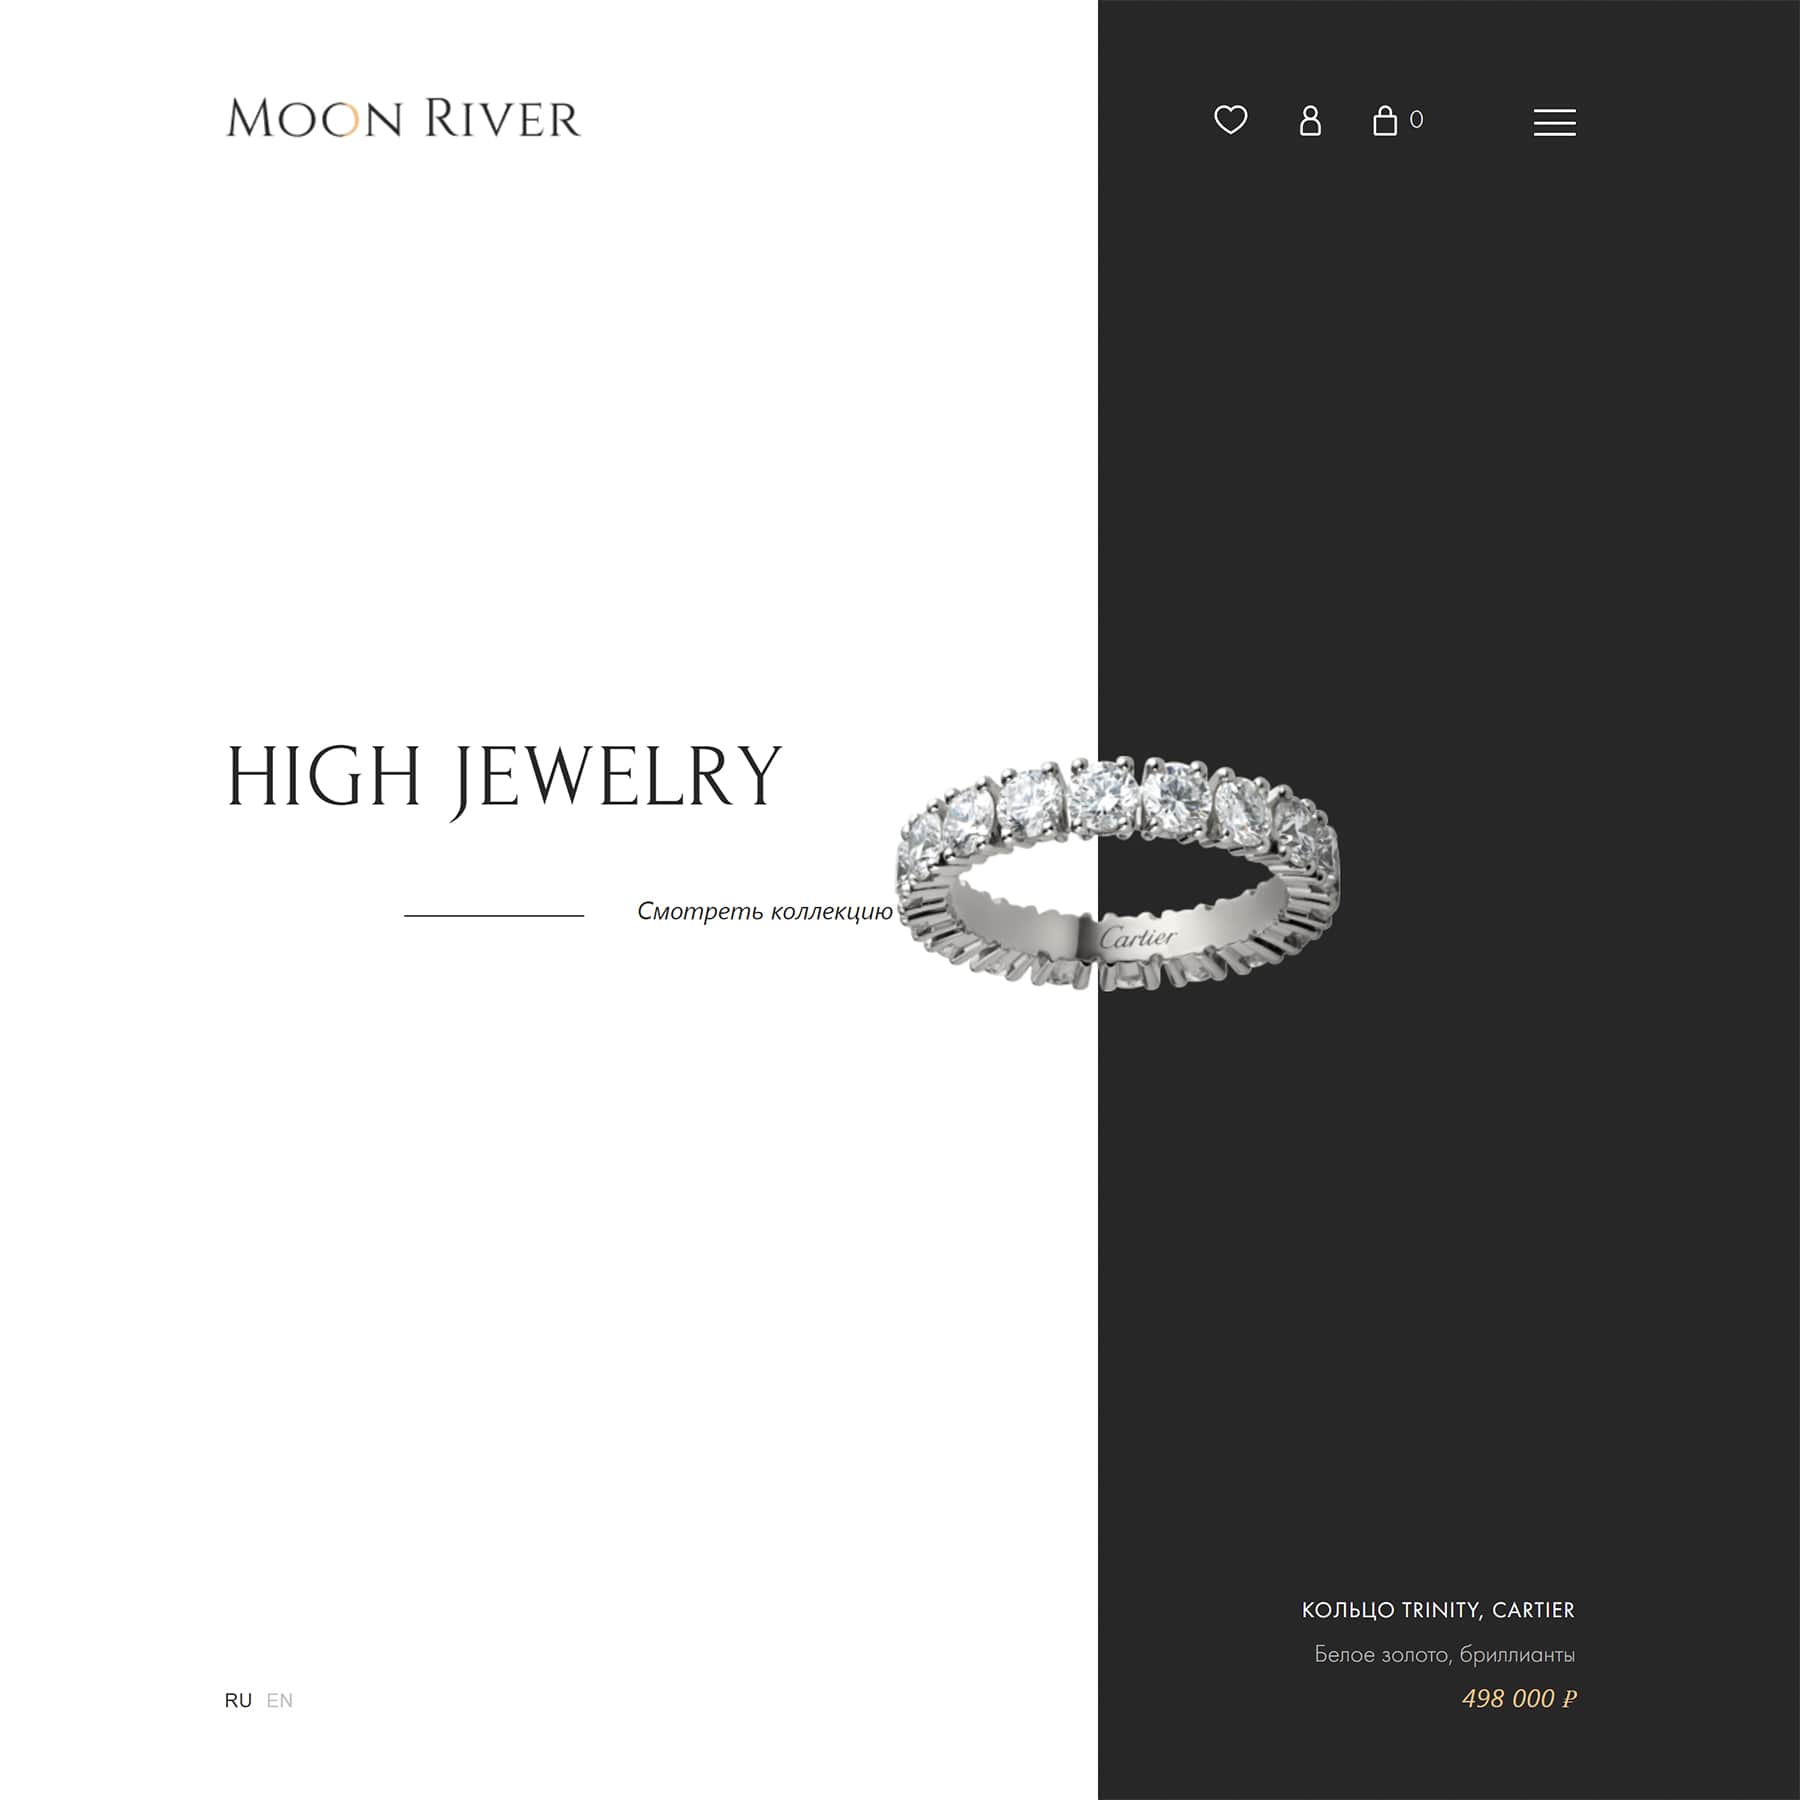 MOON RIVER
0
HIGH JEWELRY
Смотреть коллекцию
Cartier
КОЛЬЦО TRINITY, CARTIER
Белое золото, бриллианты
498 000 ₽
RU EN